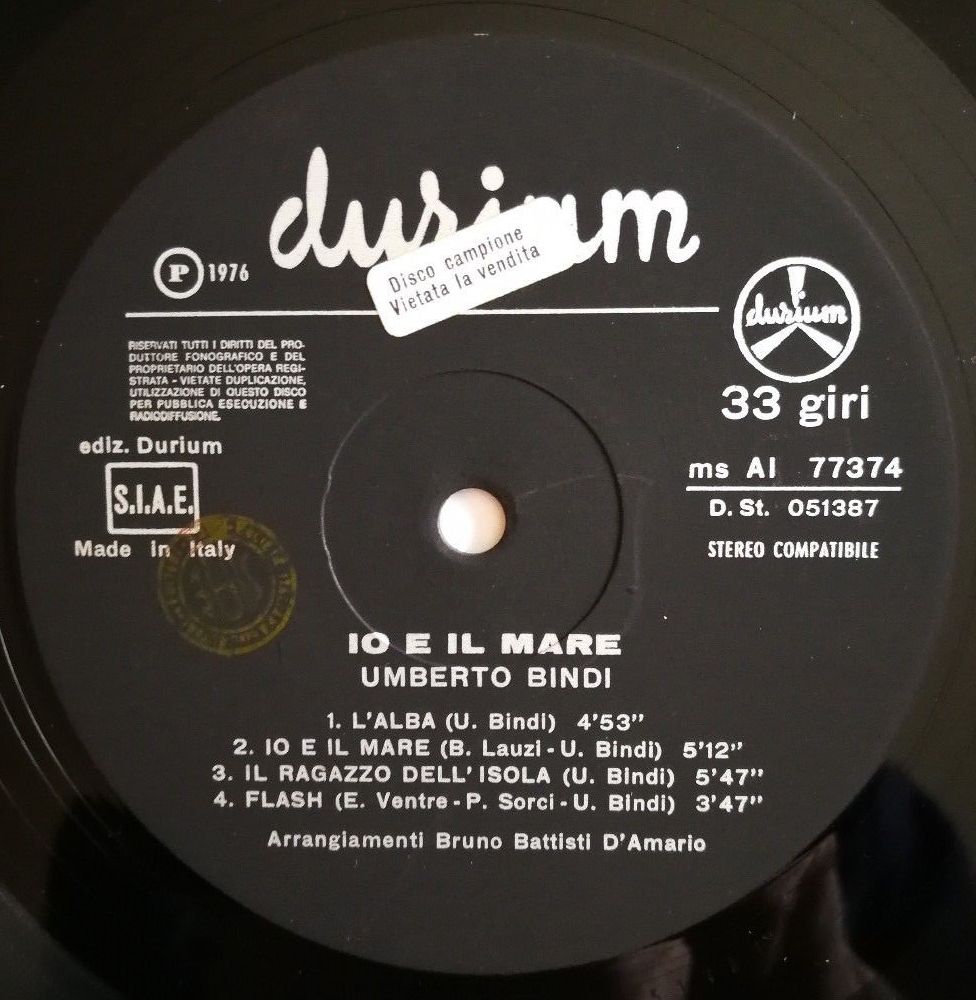 durium
Disco campione
Vietata la vendita
P 1976
durium
RISERVATI TUTTI I DIRITTI DEL PRO-
DUTTORE FONOGRAFICO E DEL
PROPRIETARIO DELL'OPERA REGI-
STRATA - VIETATE DUPLICAZIONE,
UTILIZZAZIONE DI QUESTO DISCO
PER PUBBLICA ESECUZIONE E
RADIODIFFUSIONE.
33 giri
ediz. Durium
S.I.A.E.
Made in Italy
ms AI 77374
D. St. 051387
STEREO COMPATIBILE
IO E IL MARE
UMBERTO BINDI
1. L'ALBA (U. Bindi) 4'53"
2. IO E IL MARE (B. Lauzi - U. Bindi) 5'12"
3. IL RAGAZZO DELL'ISOLA (U. Bindi) 5'47"
4. FLASH (E. Ventre - P. Sorci - U. Bindi) 3'47"
Arrangiamenti Bruno Battisti D'Amario